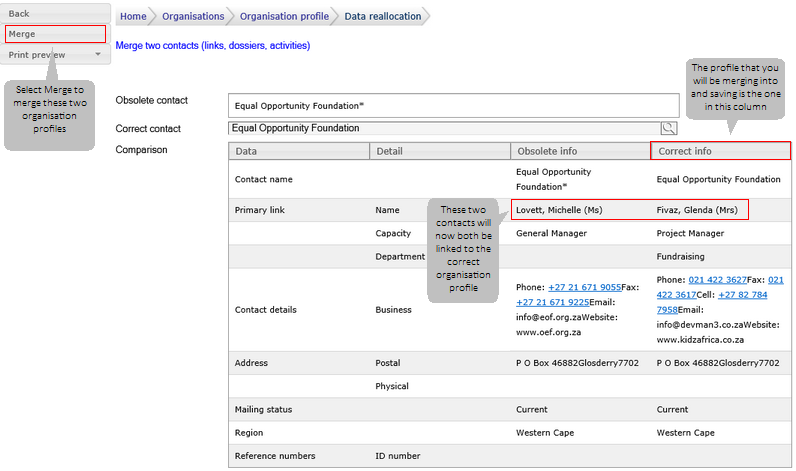 Back
Merge
Print preview
Home Organisations Organisation profile Data reallocation
Merge two contacts (links, dossiers, activities)
Select Merge to
merge these two
organisation
profiles
The profile that you
will be merging into
and saving is the one
in this column
Obsolete contact Equal Opportunity Foundation*
Correct contact Equal Opportunity Foundation
Comparison Data Detail Obsolete info Correct info
Contact name Equal Opportunity
Foundation* Equal Opportunity Foundation
Primary link Name Lovett, Michelle (Ms) Fivaz, Glenda (Mrs)
Capacity General Manager Project Manager
Department Fundraising
These two
contacts will
now both be
linked to the
correct
organisation
profile
Contact details Business
Phone: +27 21 671 9055Fax:
+27 21 671 9225Email:
info@eof.org.zaWebsite:
www.oef.org.za
Phone: 021 422 3627Fax: 021
422 3617Cell: +27 82 784
7958Email:
info@devman3.co.zaWebsite:
www.kidzafrica.co.za
Address Postal P O Box 46882Glosderry7702 P O Box 46882Glosderry7702
Physical
Mailing status Current Current
Region Western Cape Western Cape
Reference numbers ID number